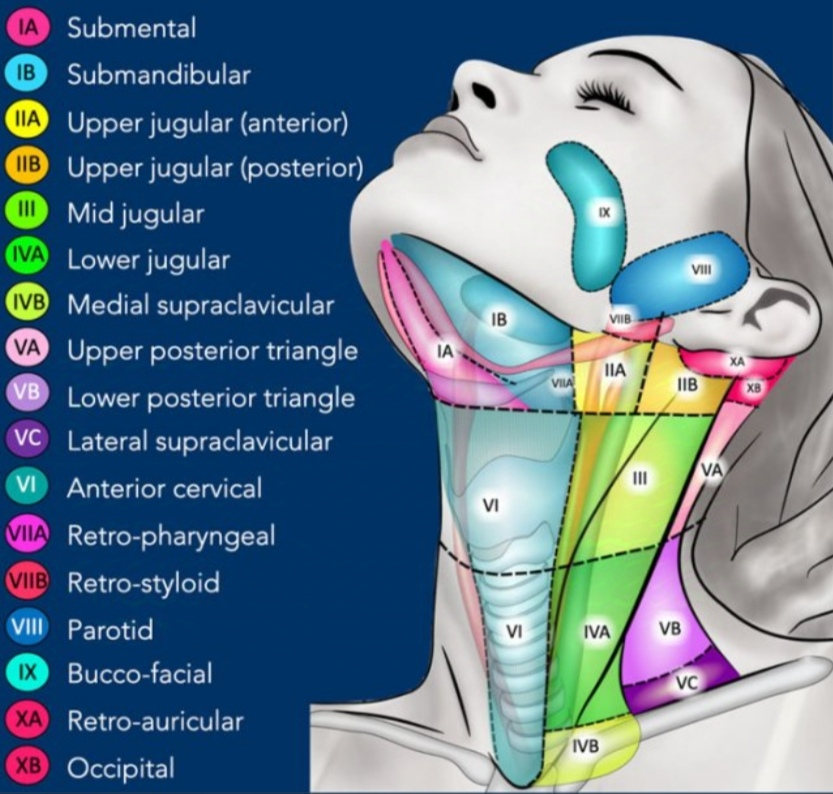 IA Submental
IB Submandibular
IIA Upper jugular (anterior)
IIB Upper jugular (posterior)
III Mid jugular
IVA Lower jugular
IVB Medial supraclavicular
VA Upper posterior triangle
VB Lower posterior triangle
VC Lateral supraclavicular
VI Anterior cervical
VIIA Retro-pharyngeal
VIIB Retro-styloid
VIII Parotid
IX Bucco-facial
XA Retro-auricular
XB Occipital
IX
VIII
IB
VIIB
IA
VIIA
IIA
IIB
XA
XB
VI
III
VA
VI
IVA
VB
VC
IVB